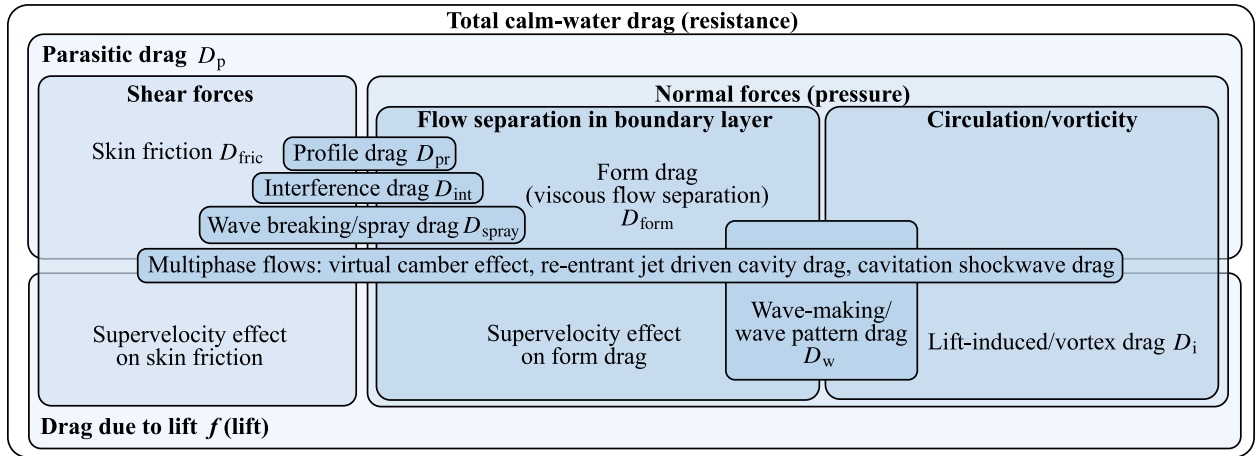 Total calm-water drag (resistance)
Parasitic drag D_p
Shear forces
Normal forces (pressure)
Flow separation in boundary layer
Circulation/vorticity
Skin friction D_fric
Profile drag D_pr
Interference drag D_int
Wave breaking/spray drag D_spray
Form drag
(viscous flow separation)
D_form
Multiphase flows: virtual camber effect, re-entrant jet driven cavity drag, cavitation shockwave drag
Supervelocity effect
on skin friction
Supervelocity effect
on form drag
Wave-making/
wave pattern drag
D_w
Lift-induced/vortex drag D_i
Drag due to lift f (lift)